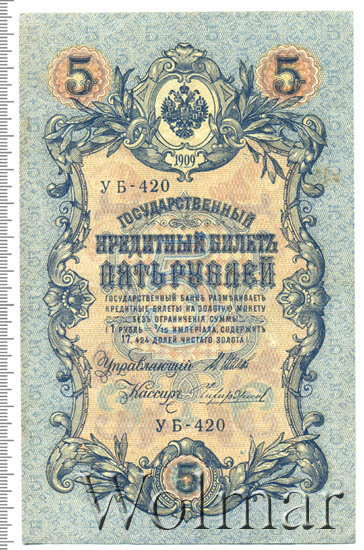 5 5
1909
УБ-420
ГОСУДАРСТВЕННЫЙ
КРЕДИТНЫЙ БИЛЕТЪ
ПЯТЬ РУБЛЕЙ
ГОСУДАРСТВЕННЫЙ БАНКЪ РАЗМѢНИВАЕТЪ
КРЕДИТНЫЕ БИЛЕТЫ НА ЗОЛОТУЮ МОНЕТУ
БЕЗЪ ОГРАНИЧЕНІЯ СУММЫ
1 РУБЛЬ = 1/15 ИМПЕРІАЛА, СОДЕРЖИТЪ
17,424 ДОЛЕЙ ЧИСТАГО ЗОЛОТА
Управляющій
Кассиръ
УБ-420
5
Wolmar